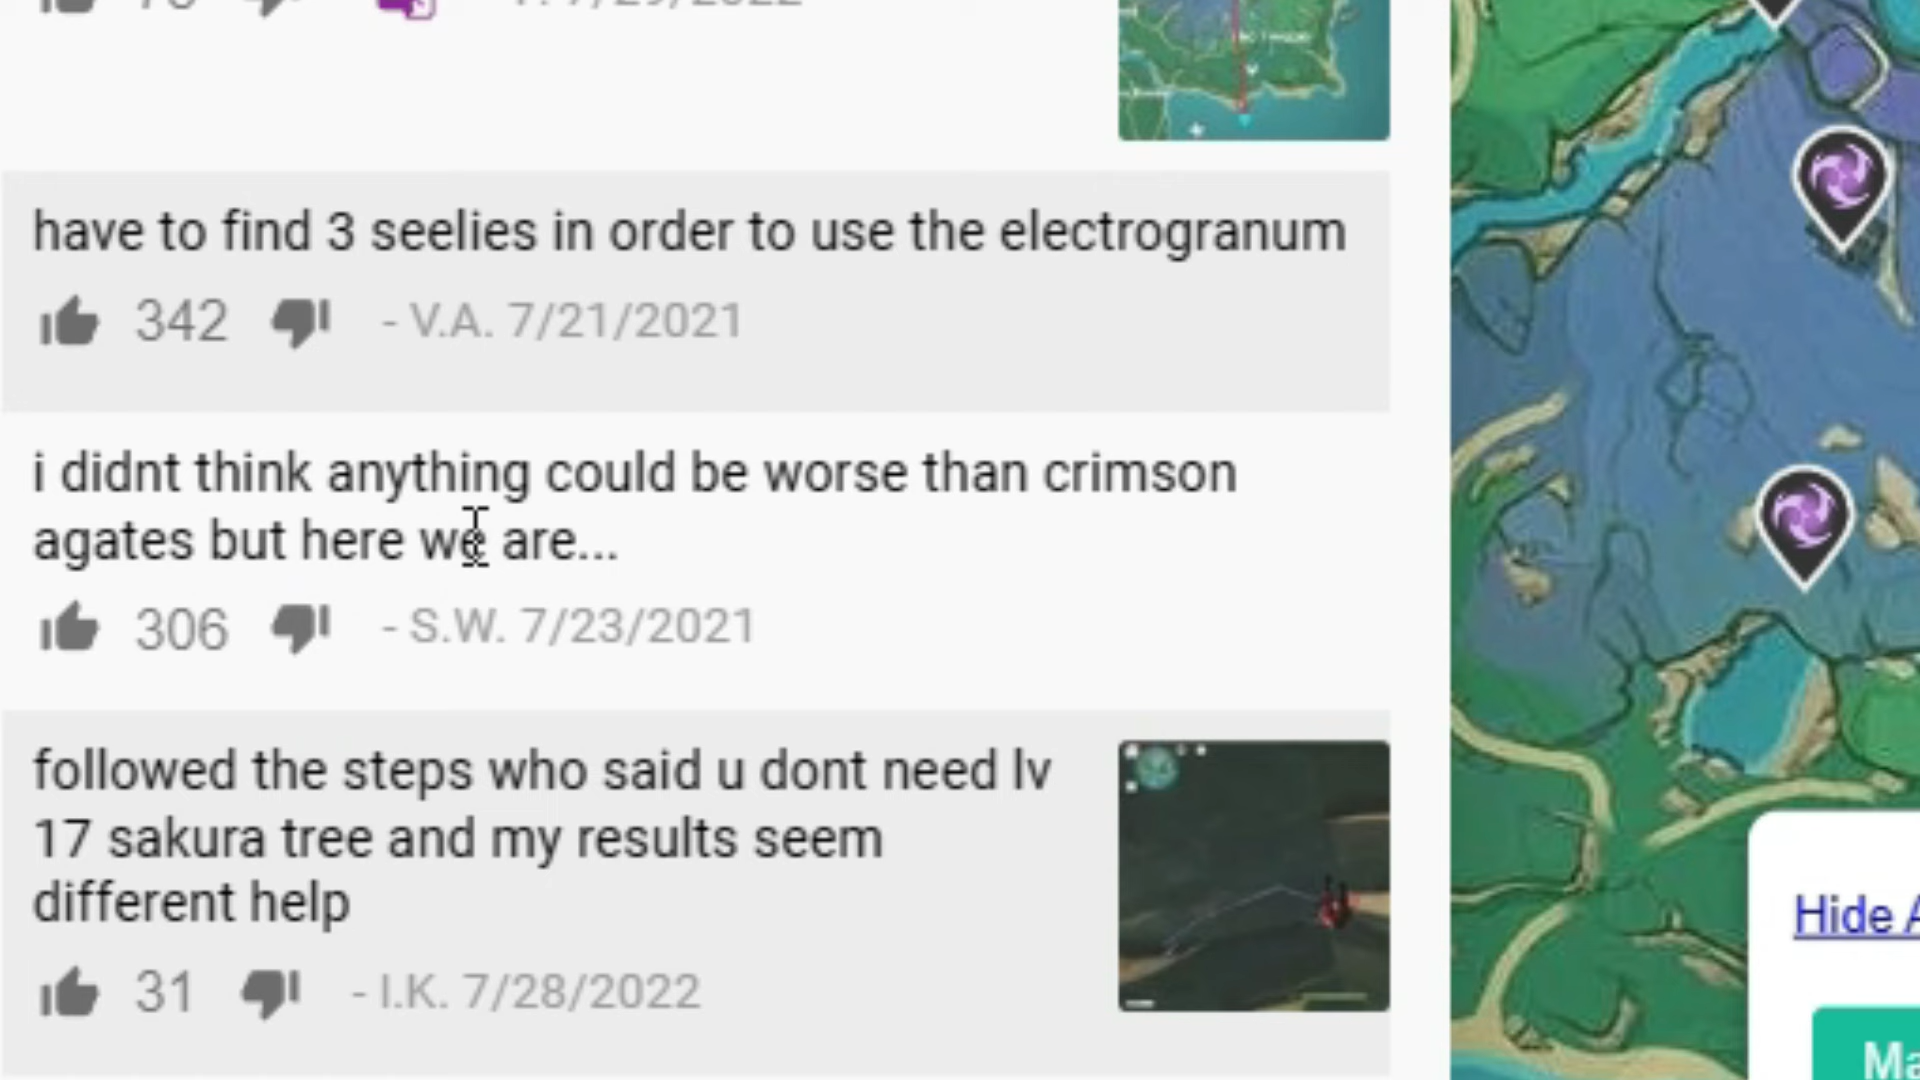 have to find 3 seelies in order to use the electrogranum
342 - V.A. 7/21/2021
i didnt think anything could be worse than crimson
agates but here we are...
306 - S.W. 7/23/2021
followed the steps who said u dont need lv
17 sakura tree and my results seem
different help
31 - I.K. 7/28/2022
Hide A
Ma